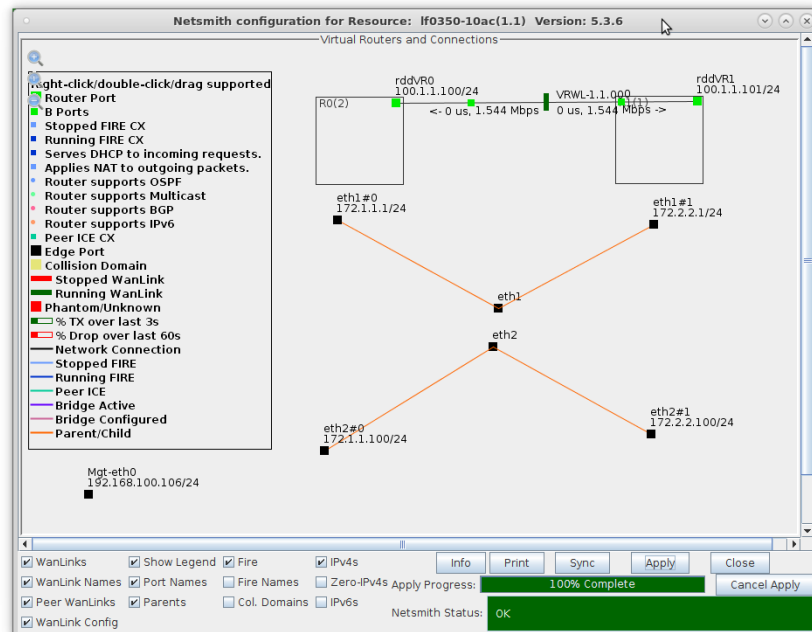 Netsmith configuration for Resource: lf0350-10ac(1.1) Version: 5.3.6
Virtual Routers and Connections
ght-click/double-click/drag supported
Router Port
B Ports
Stopped FIRE CX
Running FIRE CX
Serves DHCP to incoming requests.
Applies NAT to outgoing packets.
Router supports OSPF
Router supports Multicast
Router supports BGP
Router supports IPv6
Peer ICE CX
Edge Port
Collision Domain
Stopped WanLink
Running WanLink
Phantom/Unknown
% TX over last 3s
% Drop over last 60s
Network Connection
Stopped FIRE
Running FIRE
Peer ICE
Bridge Active
Bridge Configured
Parent/Child
rddVR0
100.1.1.100/24
R0(2)
VRWL-1.1.000
<- 0 us, 1.544 Mbps
0 us, 1.544 Mbps ->
rddVR1
100.1.1.101/24
(1)
eth1#0
172.1.1.1/24
eth1#1
172.2.2.1/24
eth1
eth2
eth2#0
172.1.1.100/24
eth2#1
172.2.2.100/24
Mgt-eth0
192.168.100.106/24
WanLinks
Show Legend
Fire
IPv4s
Info
Print
Sync
Apply
Close
WanLink Names
Port Names
Fire Names
Zero-IPv4s
Apply Progress:
100% Complete
Cancel Apply
Peer WanLinks
Parents
Col. Domains
IPv6s
Netsmith Status:
OK
WanLink Config